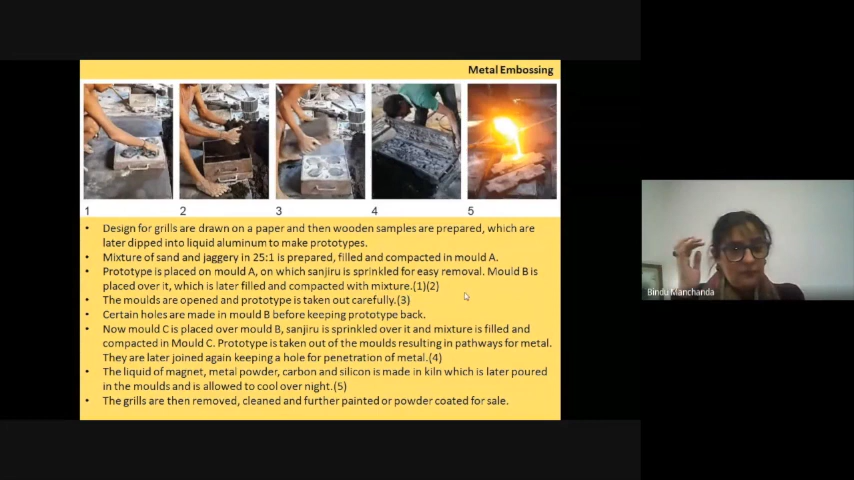 Metal Embossing
1 2 3 4 5
• Design for grills are drawn on a paper and then wooden samples are prepared, which are
later dipped into liquid aluminum to make prototypes.
• Mixture of sand and jaggery in 25:1 is prepared, filled and compacted in mould A.
• Prototype is placed on mould A, on which sanjiru is sprinkled for easy removal. Mould B is
placed over it, which is later filled and compacted with mixture.(1)(2)
• The moulds are opened and prototype is taken out carefully.(3)
• Certain holes are made in mould B before keeping prototype back.
• Now mould C is placed over mould B, sanjiru is sprinkled over it and mixture is filled and
compacted in Mould C. Prototype is taken out of the moulds resulting in pathways for metal.
They are later joined again keeping a hole for penetration of metal.(4)
• The liquid of magnet, metal powder, carbon and silicon is made in kiln which is later poured
in the moulds and is allowed to cool over night.(5)
• The grills are then removed, cleaned and further painted or powder coated for sale.
Bindu Manchanda